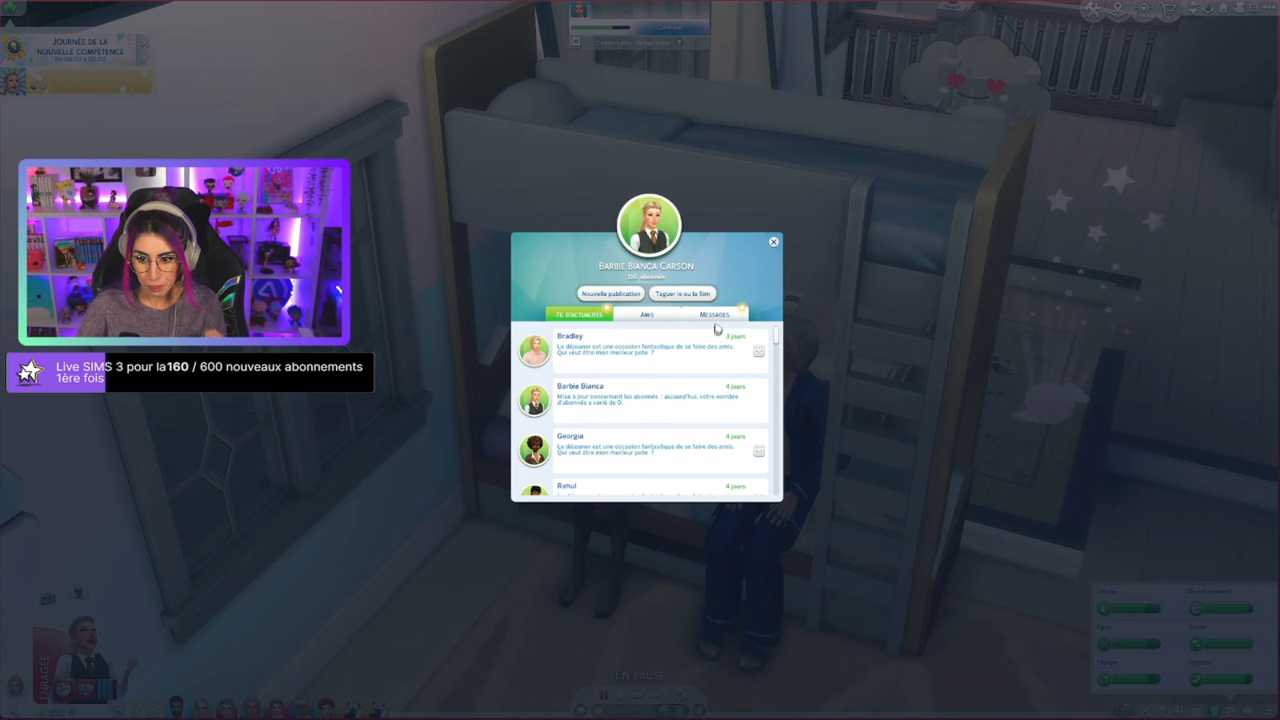 JOURNÉE DE LA
NOUVELLE COMPÉTENCE
Live SIMS 3 pour la 160 / 600 nouveaux abonnements
1ère fois
BARBIE BIANCA CARSON
Nouvelle publication
Taguer le ou la Sim
FIL D'ACTUALITÉS
AMIS
MESSAGES
Bradley
3 jours
Le déjeuner est une occasion fantastique de se faire des amis.
Qui veut être mon meilleur pote ?
Barbie Bianca
4 jours
Mise à jour concernant les abonnés : aujourd'hui, votre nombre
d'abonnés a varié de 0.
Georgia
4 jours
Le déjeuner est une occasion fantastique de se faire des amis.
Qui veut être mon meilleur pote ?
Rahul
4 jours
ENRAGÉE
EN PAUSE